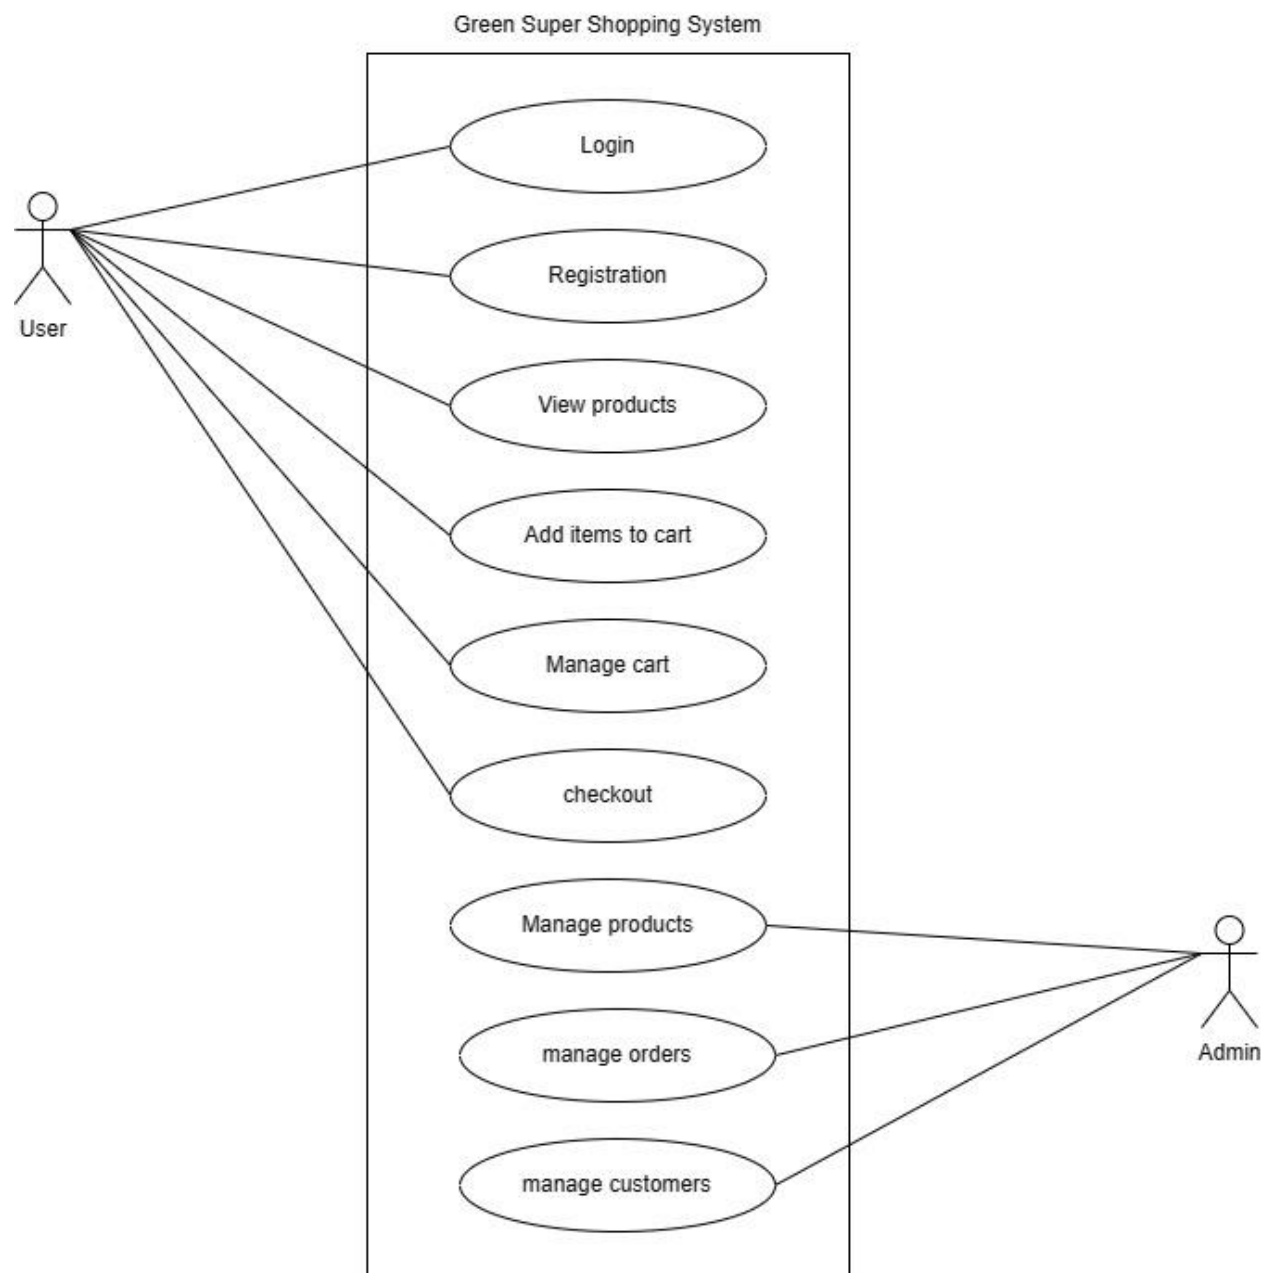 Green Super Shopping System
Login
Registration
User
View products
Add items to cart
Manage cart
checkout
Manage products
manage orders
Admin
manage customers